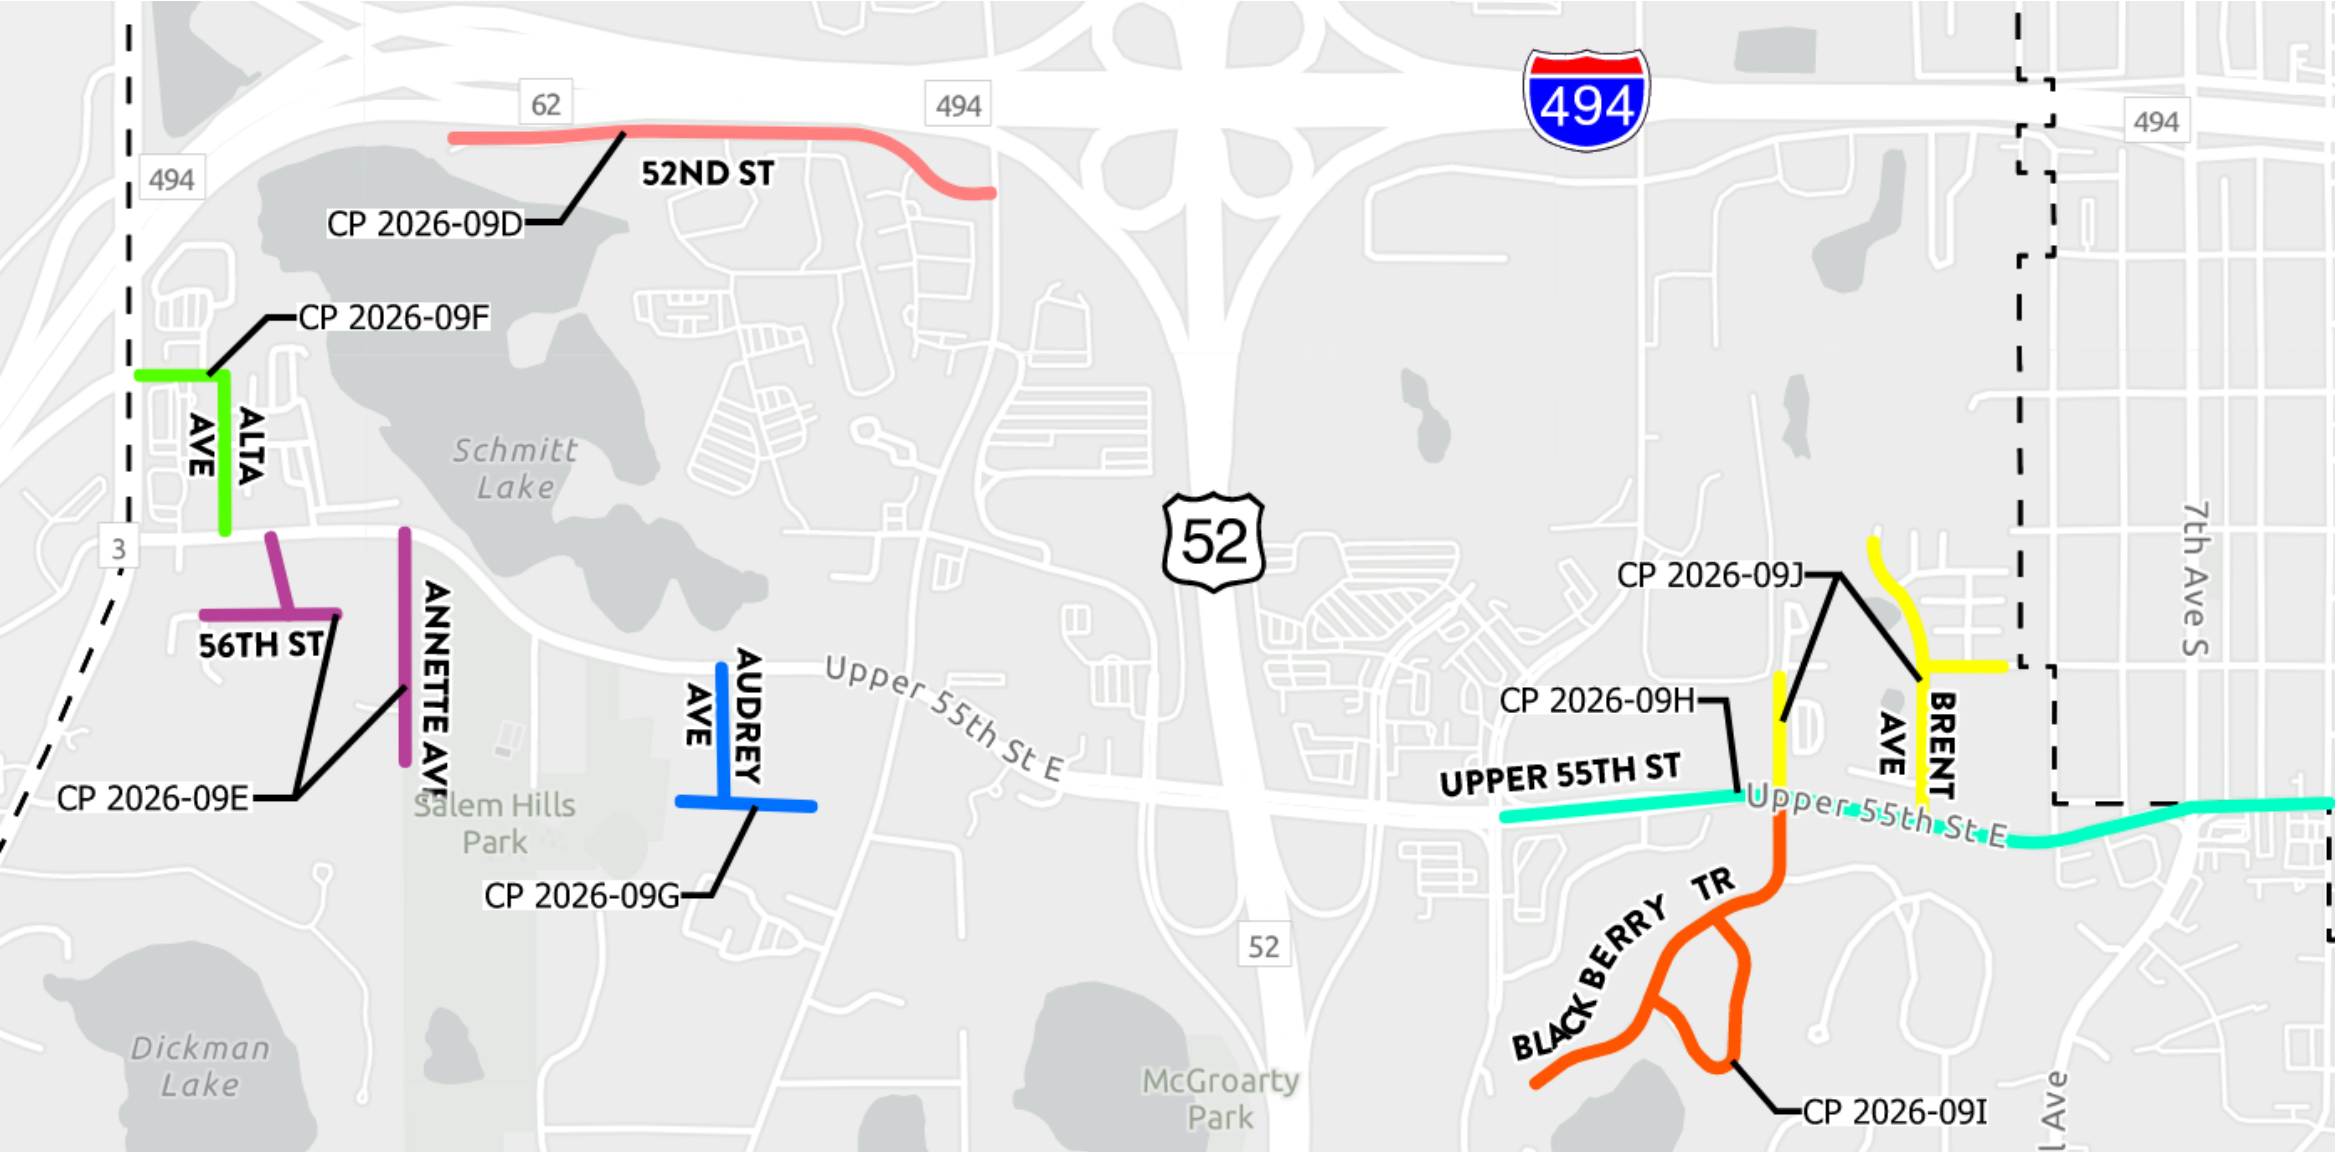 62
494
494
494
494
52ND ST
CP 2026-09D
CP 2026-09F
ALTA
AVE
Schmitt
Lake
7th Ave S
52
3
CP 2026-09J
56TH ST
ANNETTE AVE
AUDREY
AVE
Upper 55th St E
CP 2026-09H
BRENT
AVE
UPPER 55TH ST
CP 2026-09E
Salem Hills
Park
Upper 55th St E
CP 2026-09G
BLACKBERRY TR
52
Dickman
Lake
McGroarty
Park
CP 2026-09I
l Ave